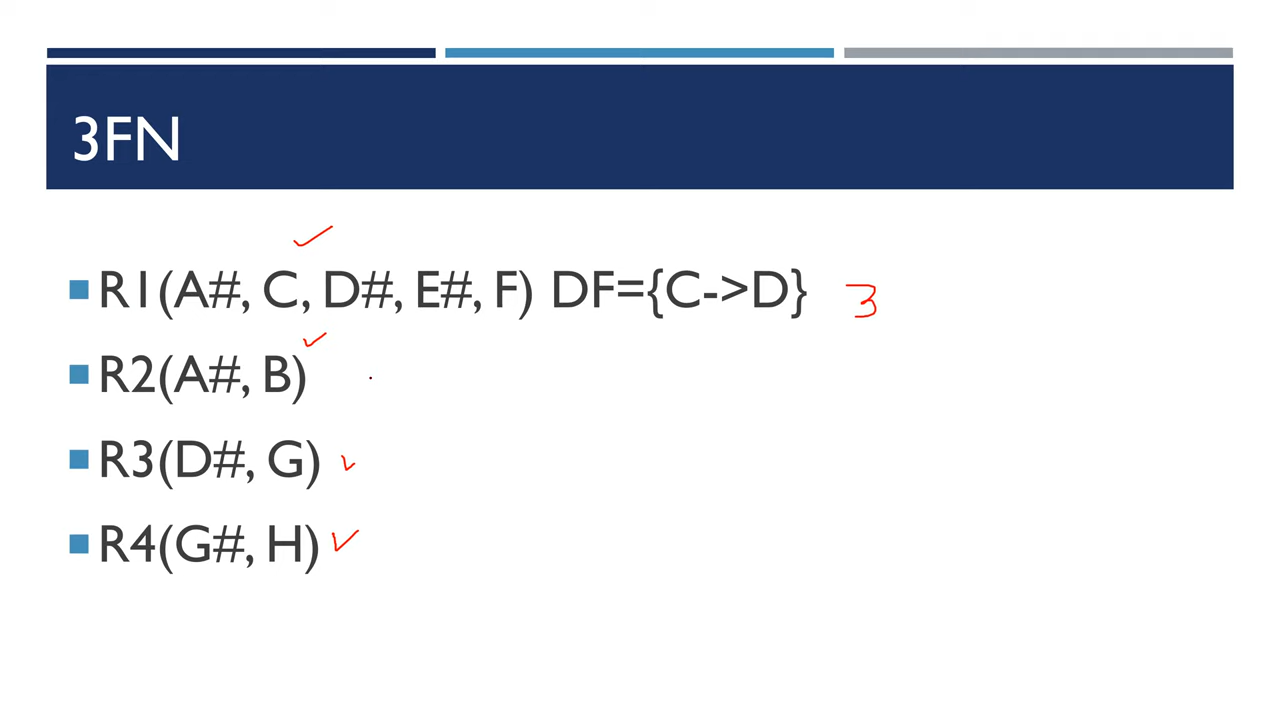 3FN
R1(A#, C, D#, E#, F) DF={C->D} 3
R2(A#, B)
R3(D#, G)
R4(G#, H)